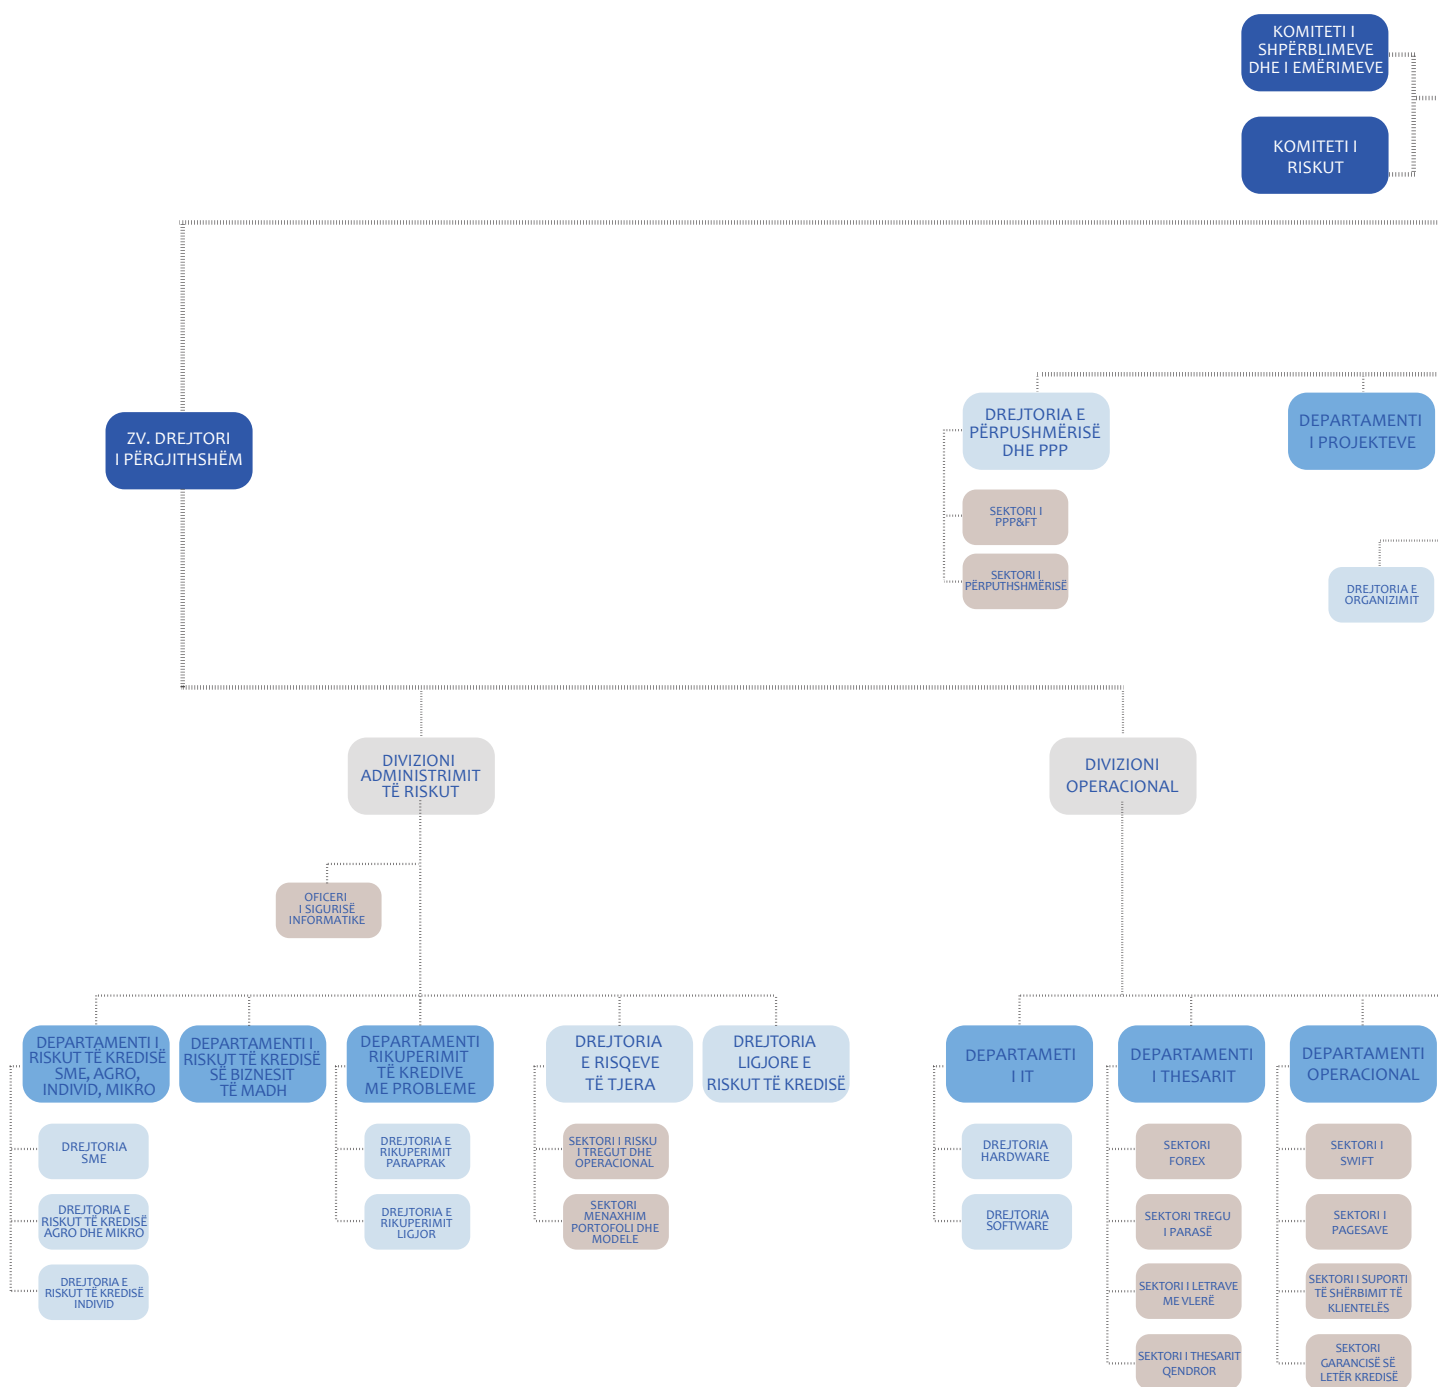 KOMITETI I
SHPËRBLIMEVE
DHE I EMËRIMEVE
KOMITETI I
RISKUT
ZV. DREJTORI
I PËRGJITHSHËM
DREJTORIA E
PËRPUSHMËRISË
DHE PPP
SEKTORI I
PPP&FT
SEKTORI I
PËRPUTHSHMËRISË
DEPARTAMENTI
I PROJEKTEVE
DREJTORIA E
ORGANIZIMIT
DIVIZIONI
ADMINISTRIMIT
TË RISKUT
DIVIZIONI
OPERACIONAL
OFICERI
I SIGURISË
INFORMATIKE
DEPARTAMENTI I
RISKUT TË KREDISË
SME, AGRO,
INDIVID, MIKRO
DREJTORIA
SME
DREJTORIA E
RISKUT TË KREDISË
AGRO DHE MIKRO
DREJTORIA E
RISKUT TË KREDISË
INDIVID
DEPARTAMENTI I
RISKUT TË KREDISË
SË BIZNESIT
TË MADH
DEPARTAMENTI
RIKUPERIMIT
TË KREDIVE
ME PROBLEME
DREJTORIA E
RIKUPERIMIT
PARAPRAK
DREJTORIA E
RIKUPERIMIT
LIGJOR
DREJTORIA
E RISQEVE
TË TJERA
SEKTORI I RISKU
I TREGUT DHE
OPERACIONAL
SEKTORI
MENAXHIM
PORTOFOLI DHE
MODELE
DREJTORIA
LIGJORE E
RISKUT TË KREDISË
DEPARTAMETI
I IT
DREJTORIA
HARDWARE
DREJTORIA
SOFTWARE
DEPARTAMENTI
I THESARIT
SEKTORI
FOREX
SEKTORI TREGU
I PARASË
SEKTORI I LETRAVE
ME VLERË
SEKTORI I THESARIT
QENDROR
DEPARTAMENTI
OPERACIONAL
SEKTORI I
SWIFT
SEKTORI I
PAGESAVE
SEKTORI I SUPORTI
TË SHËRBIMIT TË
KLIENTELËS
SEKTORI
GARANCISË SË
LETËR KREDISË